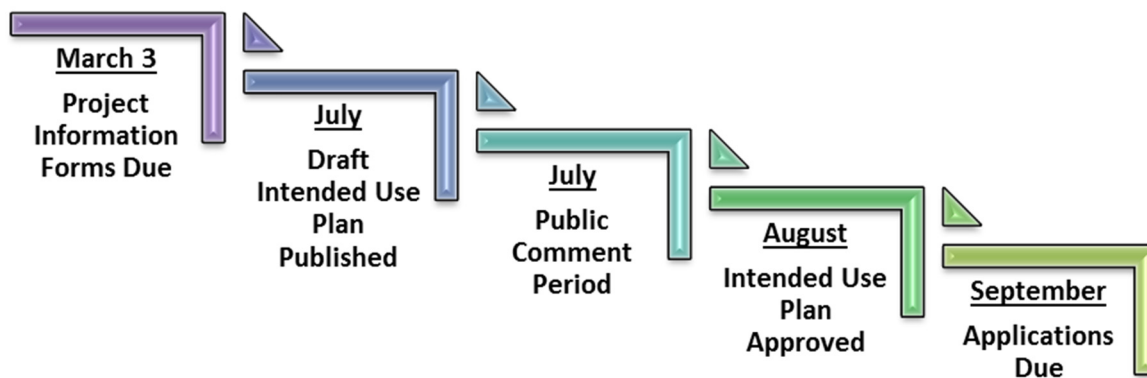 March 3
Project
Information
Forms Due
July
Draft
Intended Use
Plan
Published
July
Public
Comment
Period
August
Intended Use
Plan
Approved
September
Applications
Due